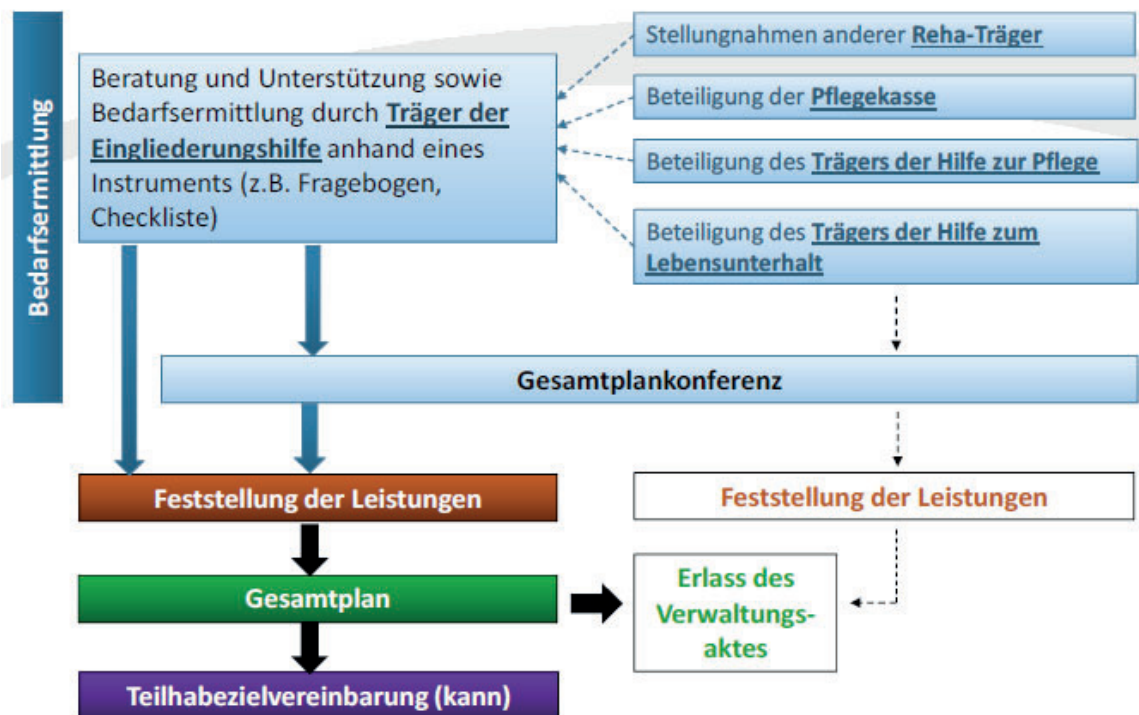 Bedarfsermittlung
Beratung und Unterstützung sowie
Bedarfsermittlung durch Träger der
Eingliederungshilfe anhand eines
Instruments (z.B. Fragebogen,
Checkliste)
Stellungnahmen anderer Reha-Träger
Beteiligung der Pflegekasse
Beteiligung des Trägers der Hilfe zur Pflege
Beteiligung des Trägers der Hilfe zum
Lebensunterhalt
Gesamtplankonferenz
Feststellung der Leistungen
Feststellung der Leistungen
Gesamtplan
Erlass des
Verwaltungs-
aktes
Teilhabezielvereinbarung (kann)